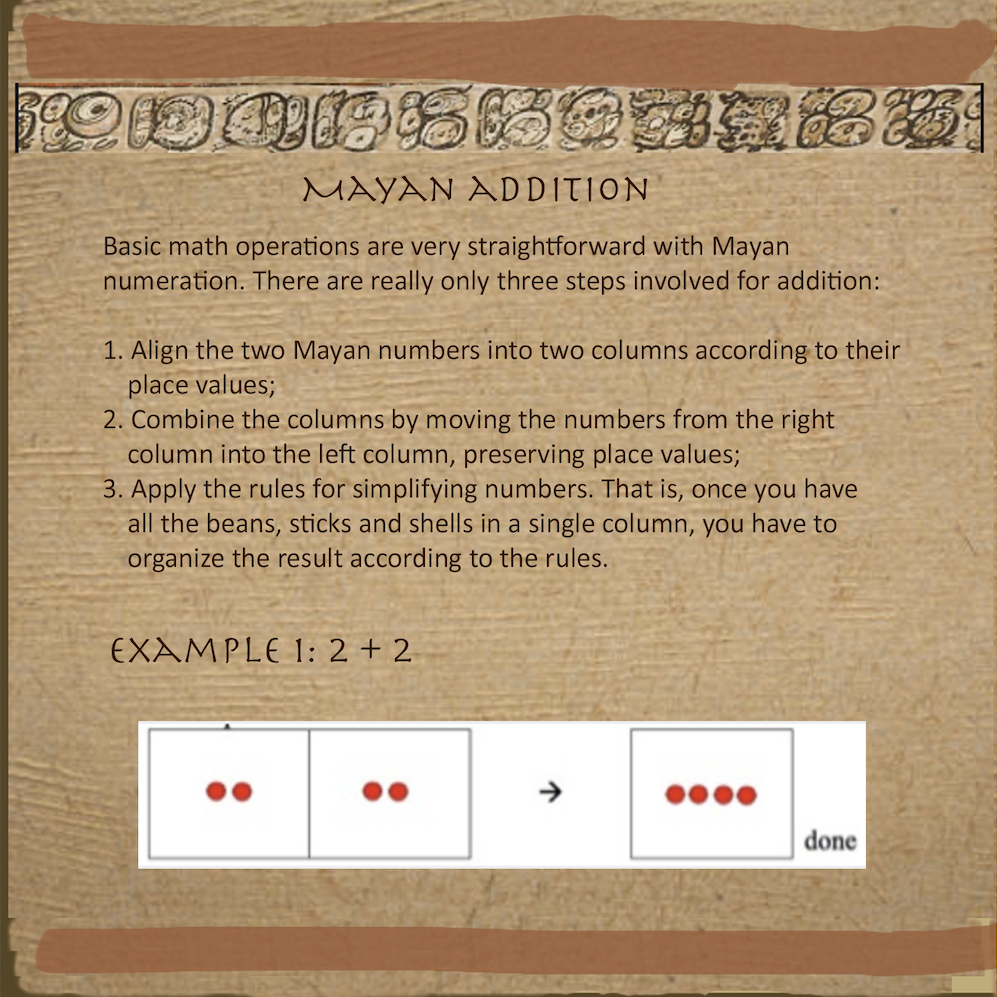 MAYAN ADDITION
Basic math operations are very straightforward with Mayan
numeration. There are really only three steps involved for addition:
1. Align the two Mayan numbers into two columns according to their
place values;
2. Combine the columns by moving the numbers from the right
column into the left column, preserving place values;
3. Apply the rules for simplifying numbers. That is, once you have
all the beans, sticks and shells in a single column, you have to
organize the result according to the rules.
EXAMPLE 1: 2 + 2
→
done